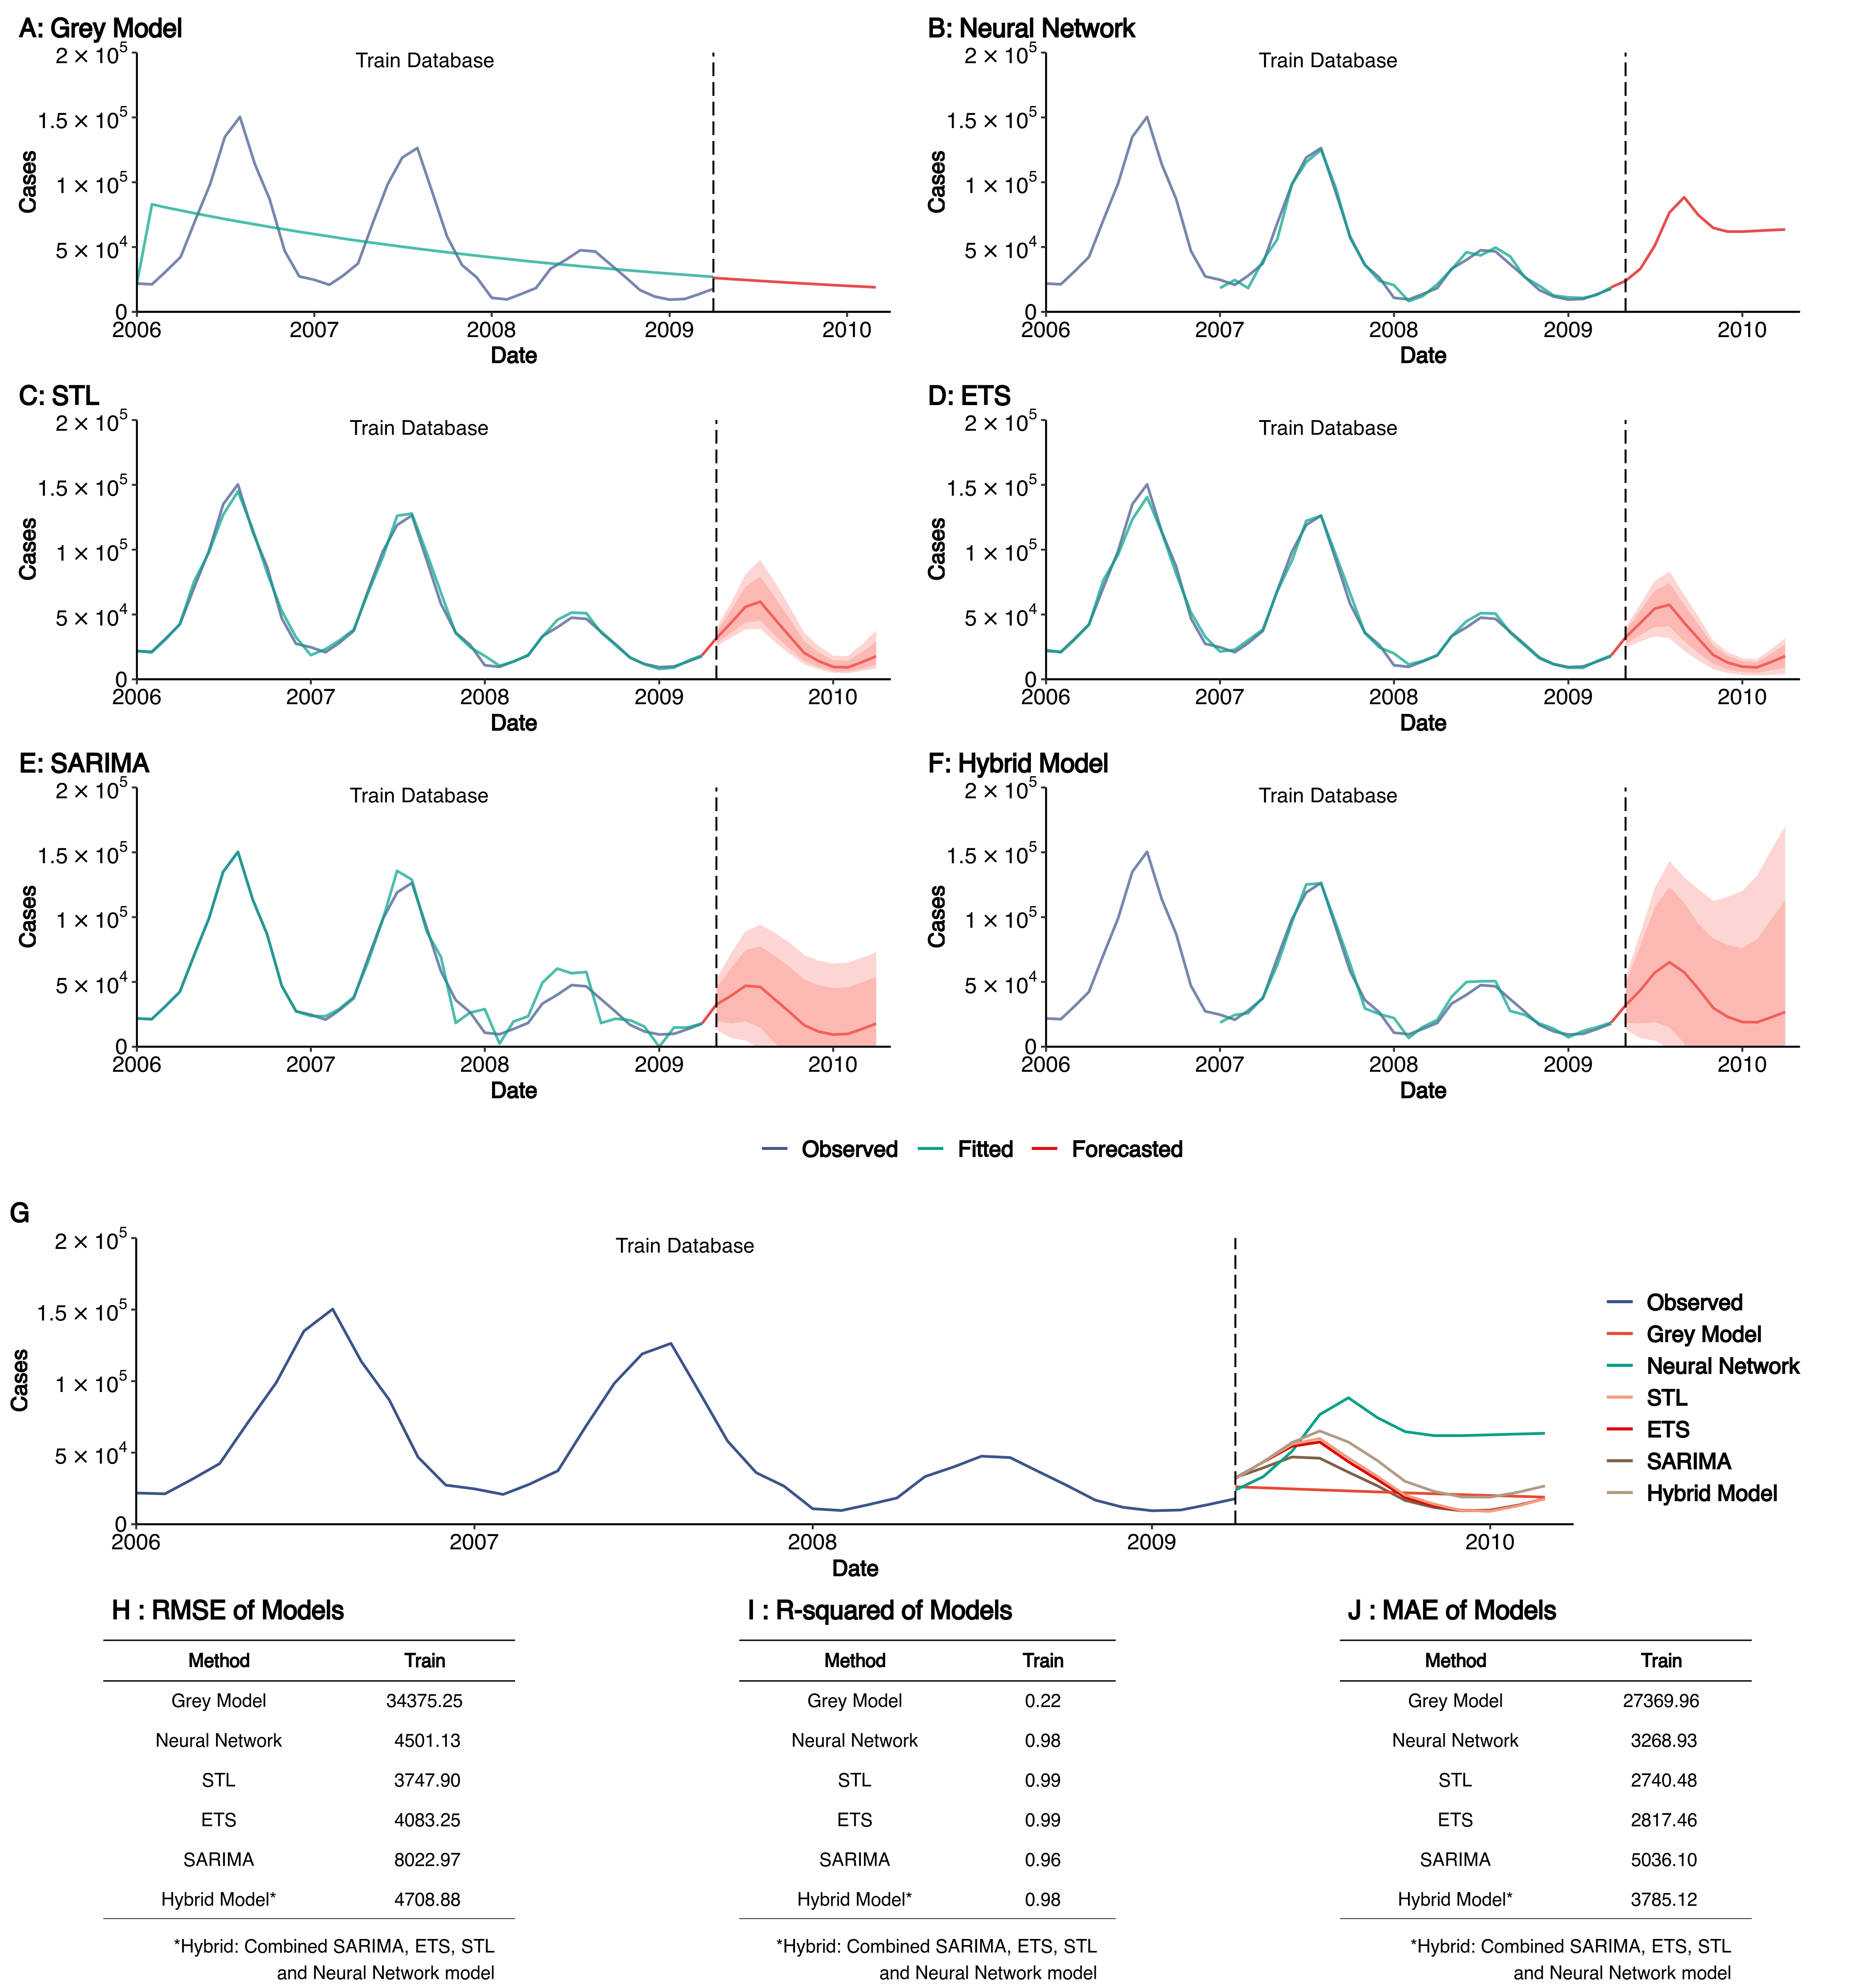 A: Grey Model
Train Database
2 × 10^5
1.5 × 10^5
1 × 10^5
5 × 10^4
0
Cases
2006 2007 2008 2009 2010
Date
B: Neural Network
Train Database
2 × 10^5
1.5 × 10^5
1 × 10^5
5 × 10^4
0
Cases
2006 2007 2008 2009 2010
Date
C: STL
Train Database
2 × 10^5
1.5 × 10^5
1 × 10^5
5 × 10^4
0
Cases
2006 2007 2008 2009 2010
Date
D: ETS
Train Database
2 × 10^5
1.5 × 10^5
1 × 10^5
5 × 10^4
0
Cases
2006 2007 2008 2009 2010
Date
E: SARIMA
Train Database
2 × 10^5
1.5 × 10^5
1 × 10^5
5 × 10^4
0
Cases
2006 2007 2008 2009 2010
Date
F: Hybrid Model
Train Database
2 × 10^5
1.5 × 10^5
1 × 10^5
5 × 10^4
0
Cases
2006 2007 2008 2009 2010
Date
Observed Fitted Forecasted
G
Train Database
2 × 10^5
1.5 × 10^5
1 × 10^5
5 × 10^4
0
Cases
2006 2007 2008 2009 2010
Date
Observed
Grey Model
Neural Network
STL
ETS
SARIMA
Hybrid Model
H : RMSE of Models
Method Train
Grey Model 34375.25
Neural Network 4501.13
STL 3747.90
ETS 4083.25
SARIMA 8022.97
Hybrid Model* 4708.88
*Hybrid: Combined SARIMA, ETS, STL
and Neural Network model
I : R-squared of Models
Method Train
Grey Model 0.22
Neural Network 0.98
STL 0.99
ETS 0.99
SARIMA 0.96
Hybrid Model* 0.98
*Hybrid: Combined SARIMA, ETS, STL
and Neural Network model
J : MAE of Models
Method Train
Grey Model 27369.96
Neural Network 3268.93
STL 2740.48
ETS 2817.46
SARIMA 5036.10
Hybrid Model* 3785.12
*Hybrid: Combined SARIMA, ETS, STL
and Neural Network model